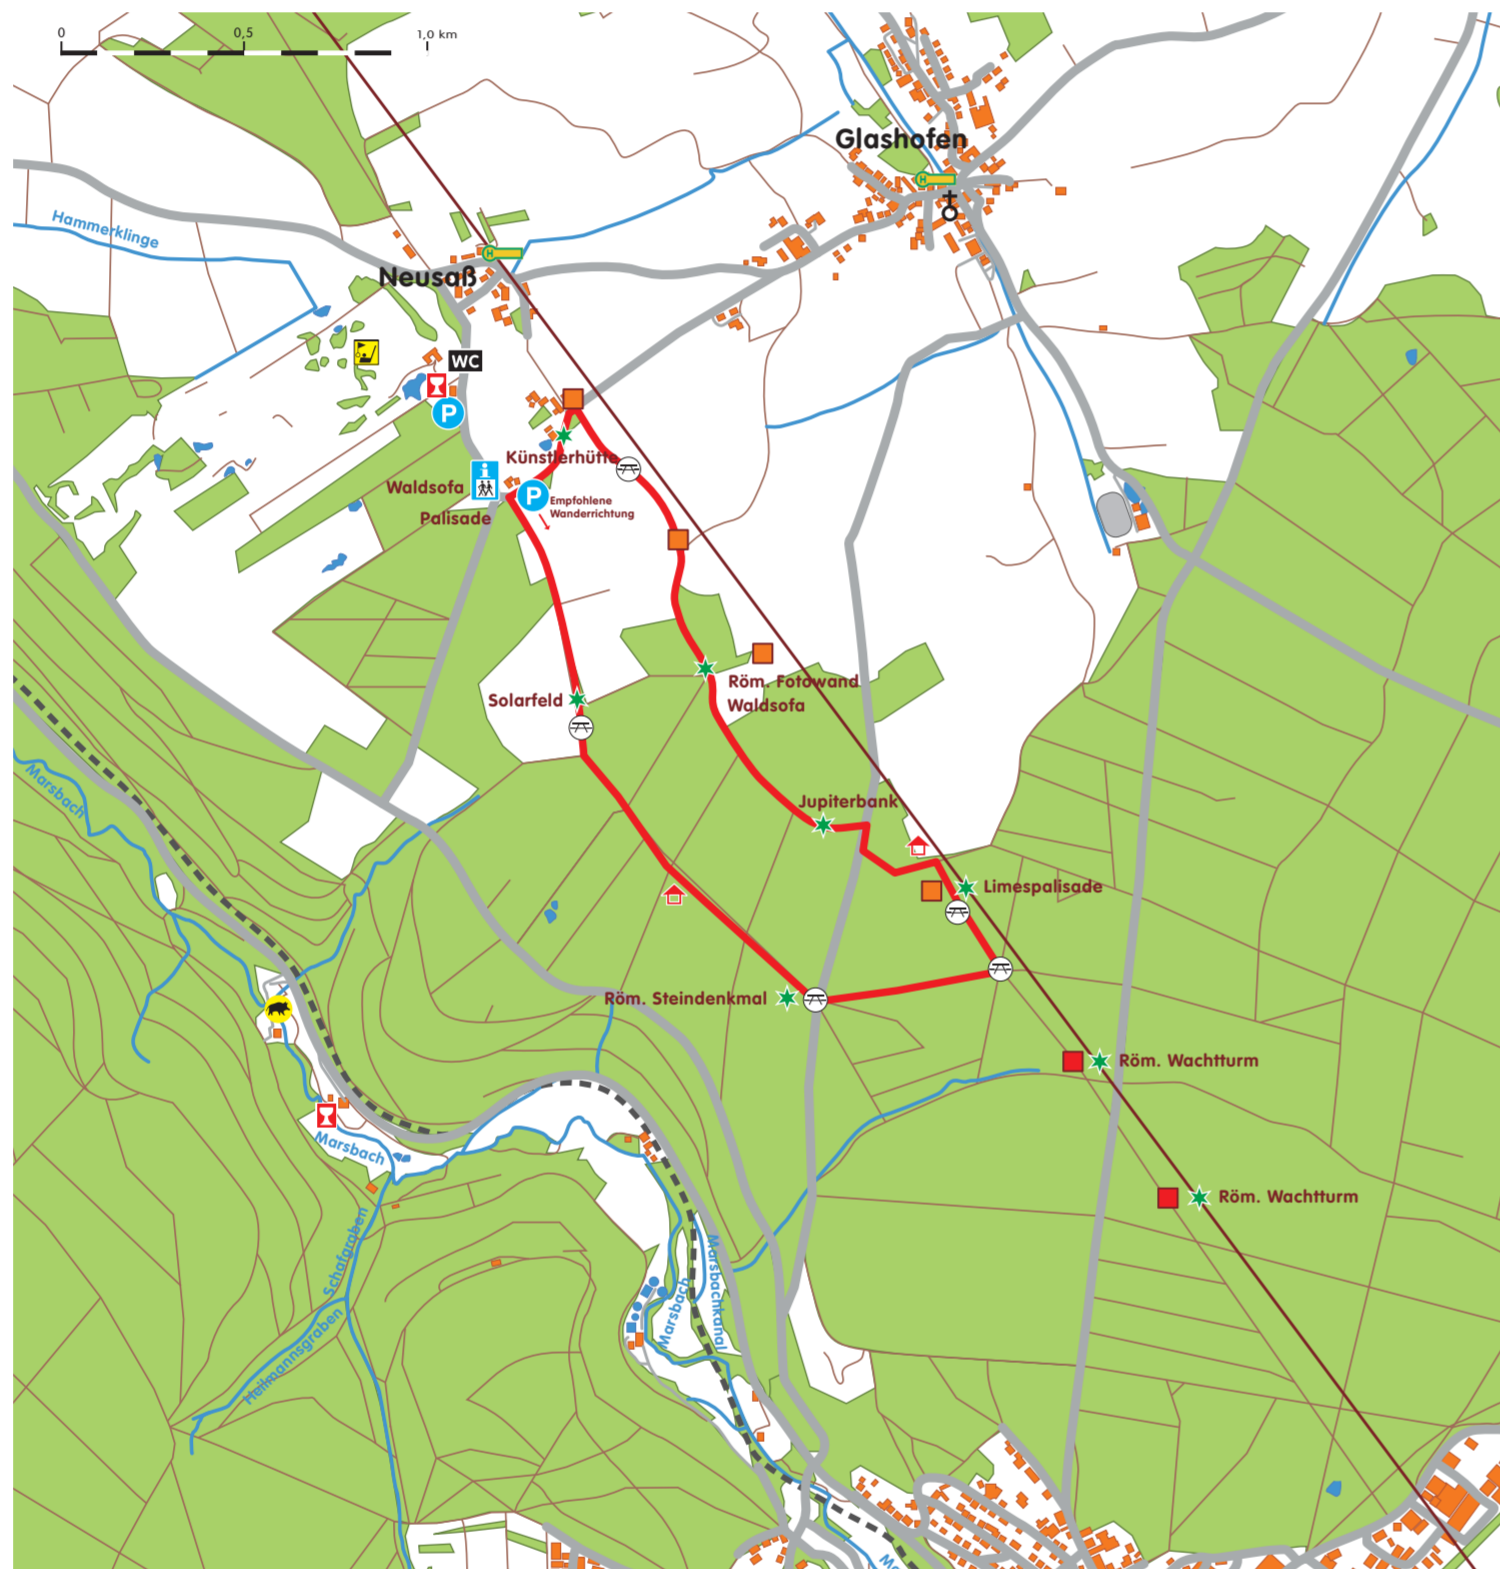 0 0,5 1,0 km
Glashofen
H
Hammerklinge
H
Neusaß
WC
P
Künstlerhütte
i
Waldsofa
P
Empfohlene
Wanderrichtung
Palisade
Röm. Fotowand
Waldsofa
Solarfeld
Marsbach
Jupiterbank
Limespalisade
Röm. Steindenkmal
Röm. Wachtturm
Marsbach
Röm. Wachtturm
Schafgraben
Marsbachkanal
Marsbach
Heilmannsgraben